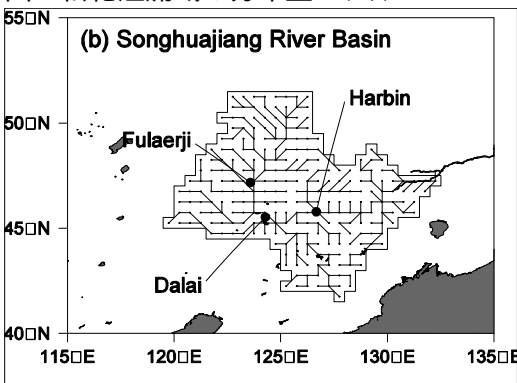 55□N
(b) Songhuajiang River Basin
Harbin
50□N
Fulaerji
45□N
Dalai
40□N
115□E 120□E 125□E 130□E 135□E